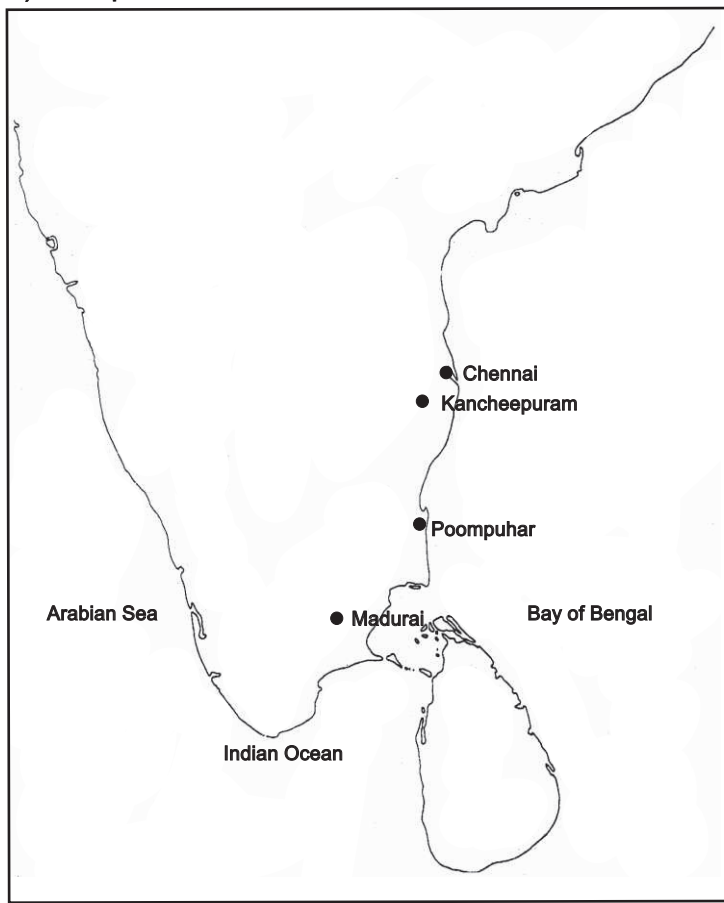 Chennai
Kancheepuram
Poompuhar
Arabian Sea
Madurai
Bay of Bengal
Indian Ocean